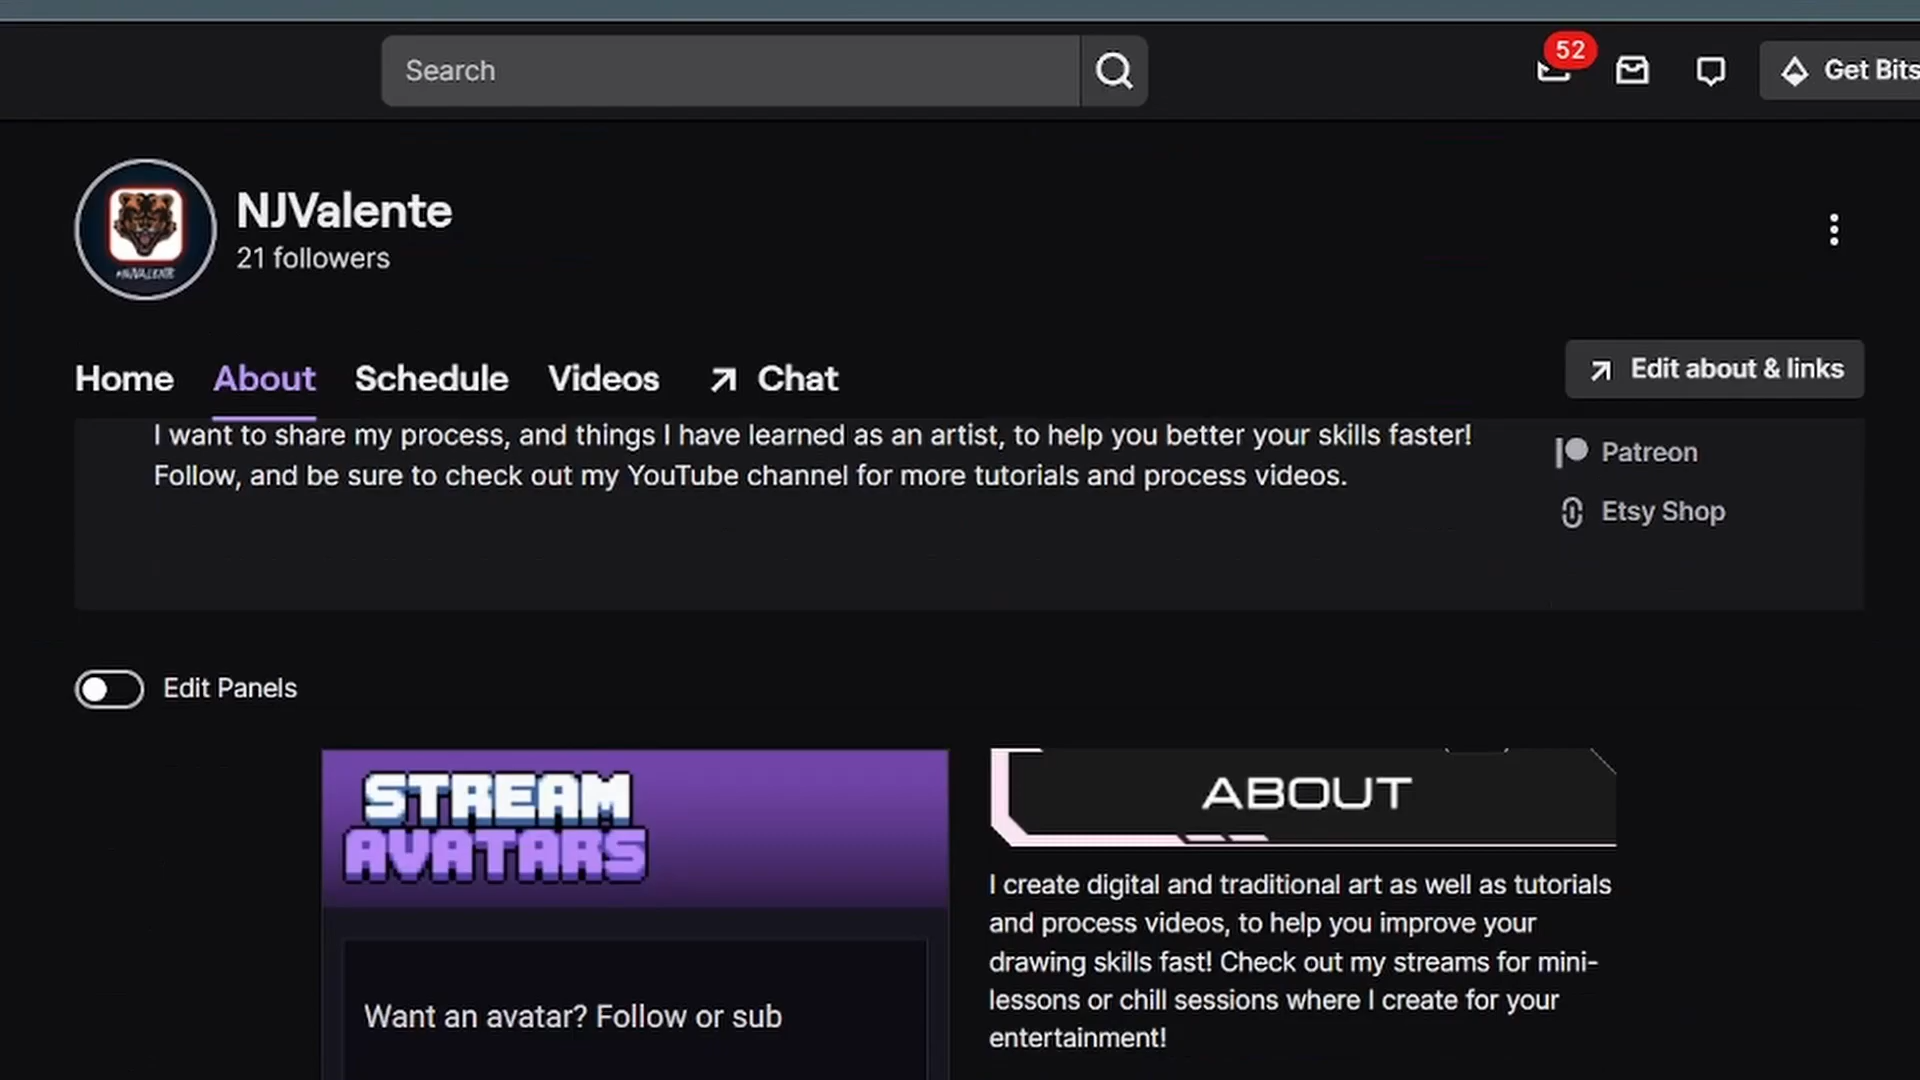 Search
52
Get Bits
NJValente
21 followers
#NJVALENTE
Home About Schedule Videos Chat
Edit about & links
I want to share my process, and things I have learned as an artist, to help you better your skills faster!
Follow, and be sure to check out my YouTube channel for more tutorials and process videos.
Patreon
Etsy Shop
Edit Panels
STREAM
AVATARS
Want an avatar? Follow or sub
ABOUT
I create digital and traditional art as well as tutorials
and process videos, to help you improve your
drawing skills fast! Check out my streams for mini-
lessons or chill sessions where I create for your
entertainment!